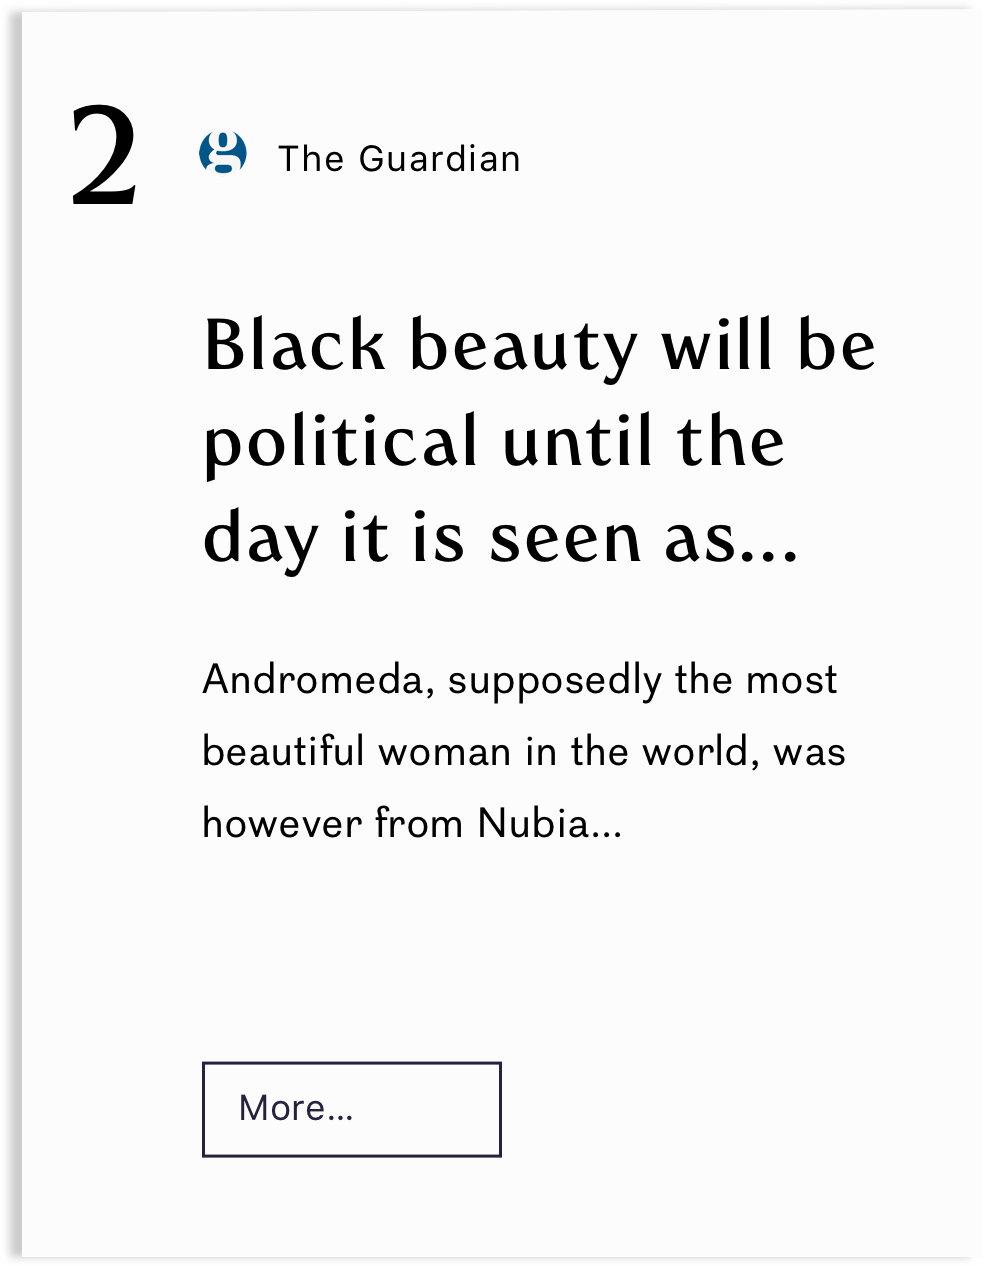 2
The Guardian
Black beauty will be
political until the
day it is seen as...
Andromeda, supposedly the most
beautiful woman in the world, was
however from Nubia...
More...